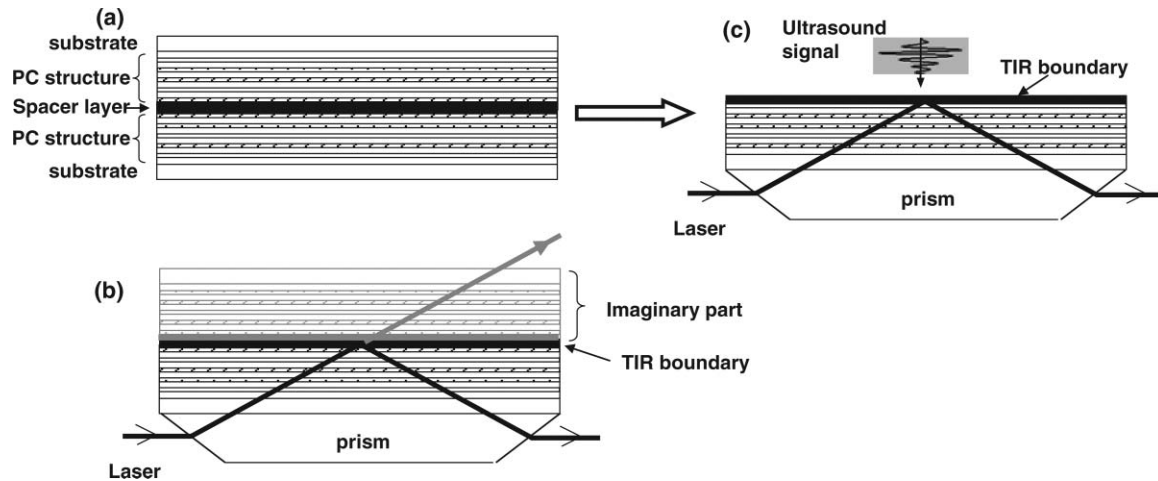 (a)
substrate
PC structure
Spacer layer
PC structure
substrate
(c)
Ultrasound
signal
TIR boundary
prism
Laser
(b)
Imaginary part
TIR boundary
prism
Laser